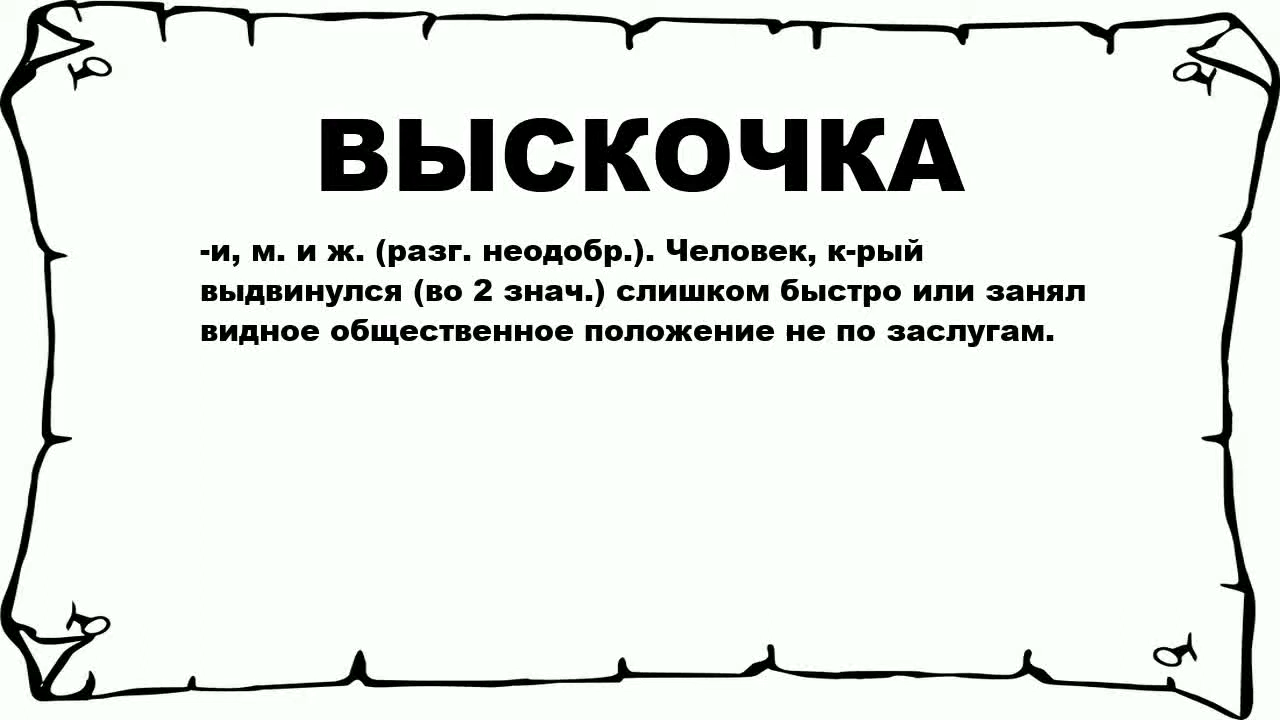 ВЫСКОЧКА
-и, м. и ж. (разг. неодобр.). Человек, к-рый
выдвинулся (во 2 знач.) слишком быстро или занял
видное общественное положение не по заслугам.